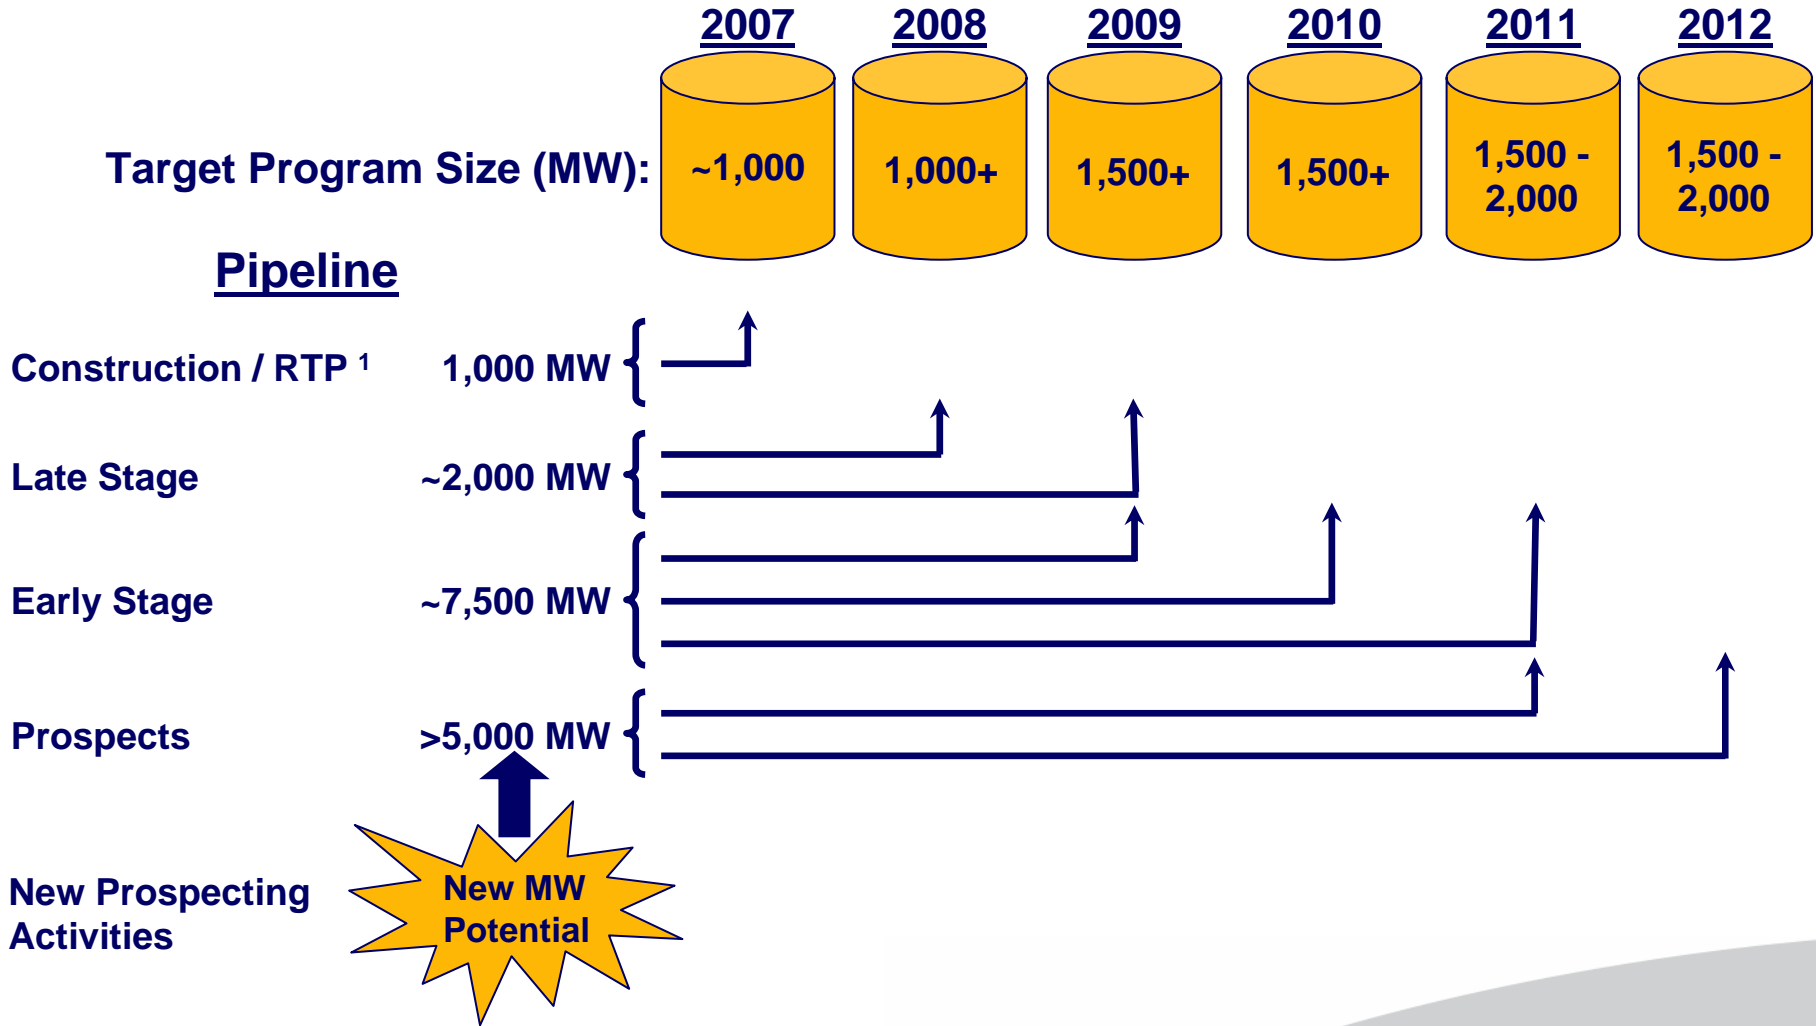 2007 2008 2009 2010 2011 2012
Target Program Size (MW): ~1,000 1,000+ 1,500+ 1,500+ 1,500 - 1,500 -
2,000 2,000
Pipeline
Construction / RTP ¹ 1,000 MW
Late Stage ~2,000 MW
Early Stage ~7,500 MW
Prospects >5,000 MW
New Prospecting
Activities
New MW
Potential